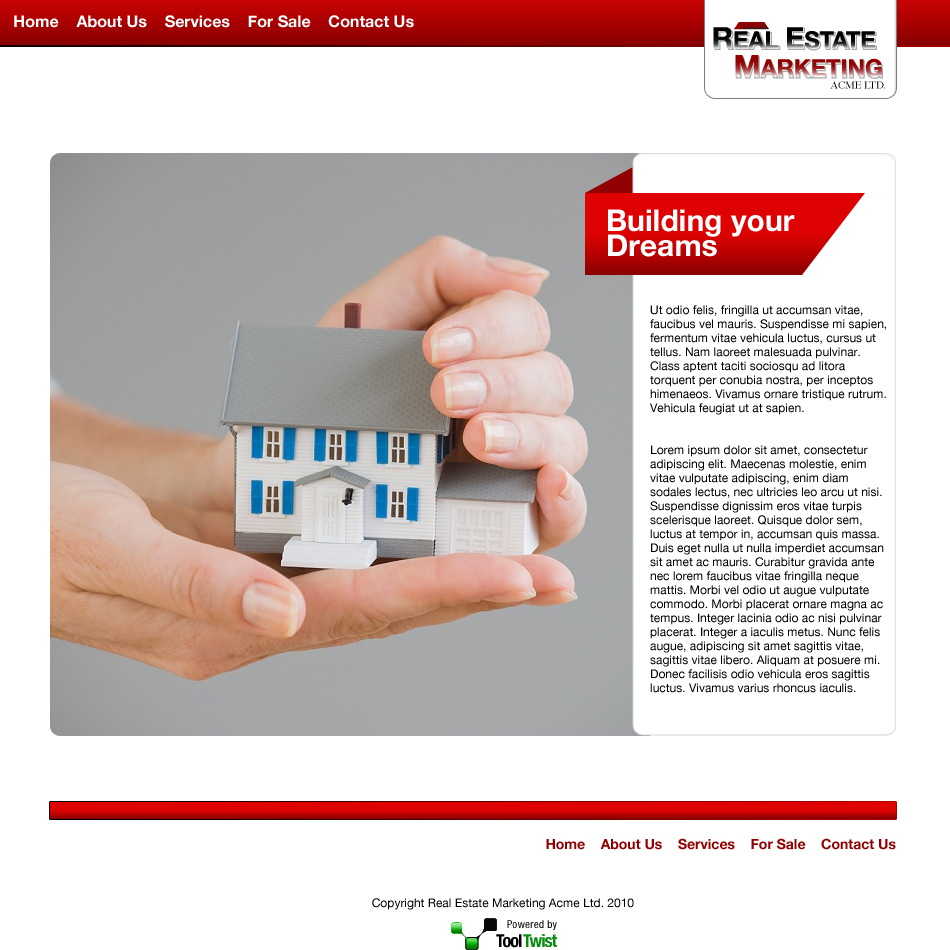 Home About Us Services For Sale Contact Us
REAL ESTATE
MARKETING
ACME LTD.
Building your
Dreams
Ut odio felis, fringilla ut accumsan vitae,
faucibus vel mauris. Suspendisse mi sapien,
fermentum vitae vehicula luctus, cursus ut
tellus. Nam laoreet malesuada pulvinar.
Class aptent taciti sociosqu ad litora
torquent per conubia nostra, per inceptos
himenaeos. Vivamus ornare tristique rutrum.
Vehicula feugiat ut at sapien.
Lorem ipsum dolor sit amet, consectetur
adipiscing elit. Maecenas molestie, enim
vitae vulputate adipiscing, enim diam
sodales lectus, nec ultricies leo arcu ut nisi.
Suspendisse dignissim eros vitae turpis
scelerisque laoreet. Quisque dolor sem,
luctus at tempor in, accumsan quis massa.
Duis eget nulla ut nulla imperdiet accumsan
sit amet ac mauris. Curabitur gravida ante
nec lorem faucibus vitae fringilla neque
mattis. Morbi vel odio ut augue vulputate
commodo. Morbi placerat ornare magna ac
tempus. Integer lacinia odio ac nisi pulvinar
placerat. Integer a iaculis metus. Nunc felis
augue, adipiscing sit amet sagittis vitae,
sagittis vitae libero. Aliquam at posuere mi.
Donec facilisis odio vehicula eros sagittis
luctus. Vivamus varius rhoncus iaculis.
Home About Us Services For Sale Contact Us
Copyright Real Estate Marketing Acme Ltd. 2010
Powered by
ToolTwist